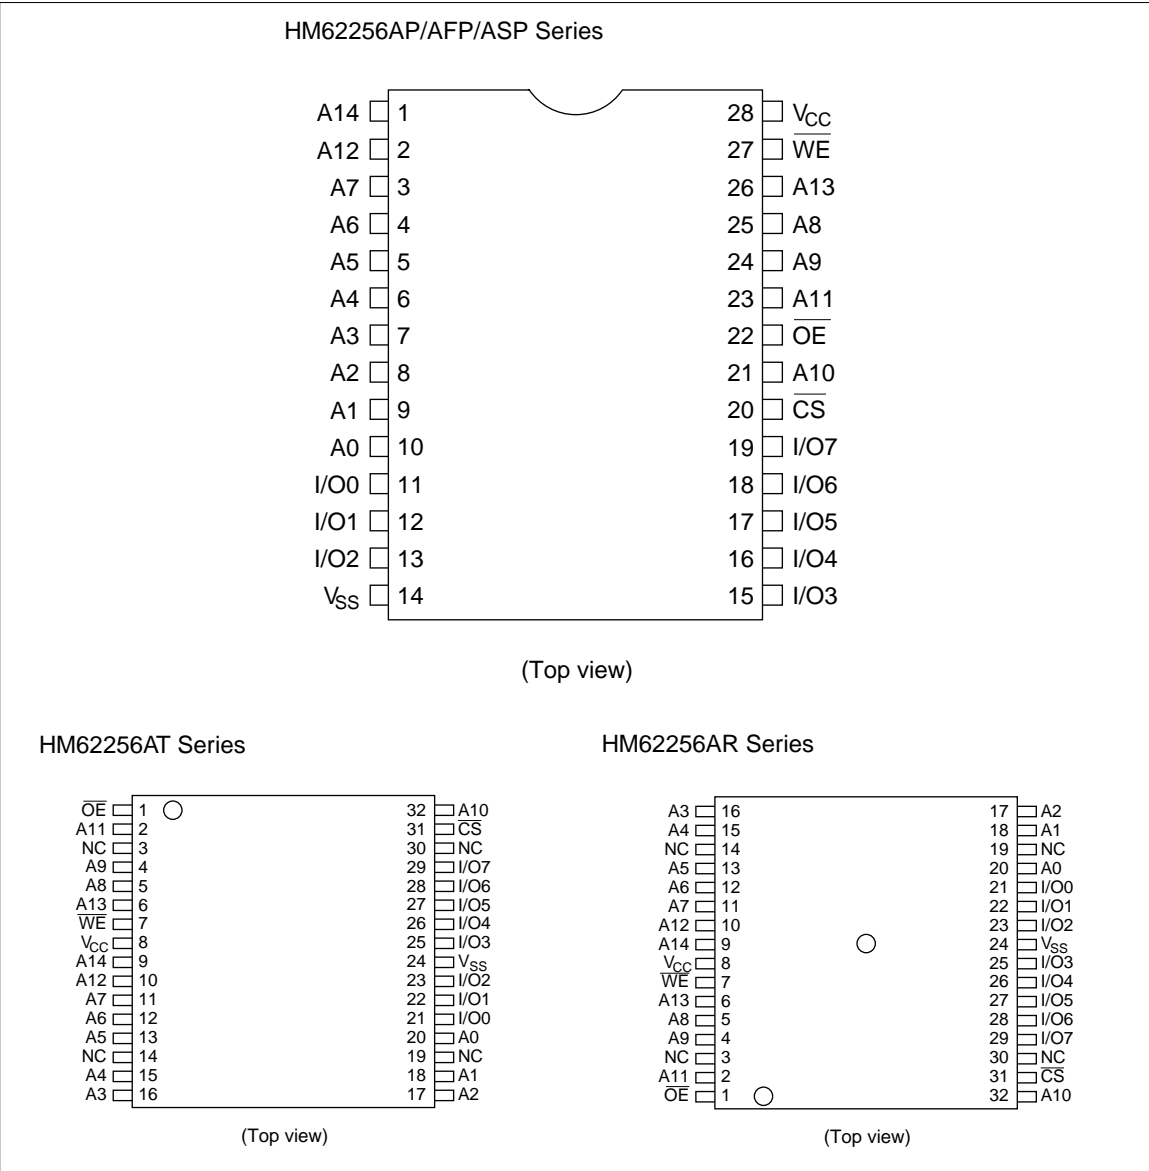 HM62256AP/AFP/ASP Series
A14 1 28 VCC
A12 2 27 WE
A7 3 26 A13
A6 4 25 A8
A5 5 24 A9
A4 6 23 A11
A3 7 22 OE
A2 8 21 A10
A1 9 20 CS
A0 10 19 I/O7
I/O0 11 18 I/O6
I/O1 12 17 I/O5
I/O2 13 16 I/O4
VSS 14 15 I/O3
(Top view)
HM62256AT Series
OE 1 32 A10
A11 2 31 CS
NC 3 30 NC
A9 4 29 I/O7
A8 5 28 I/O6
A13 6 27 I/O5
WE 7 26 I/O4
VCC 8 25 I/O3
A14 9 24 VSS
A12 10 23 I/O2
A7 11 22 I/O1
A6 12 21 I/O0
A5 13 20 A0
NC 14 19 NC
A4 15 18 A1
A3 16 17 A2
(Top view)
HM62256AR Series
A3 16 17 A2
A4 15 18 A1
NC 14 19 NC
A5 13 20 A0
A6 12 21 I/O0
A7 11 22 I/O1
A12 10 23 I/O2
A14 9 24 VSS
VCC 8 25 I/O3
WE 7 26 I/O4
A13 6 27 I/O5
A8 5 28 I/O6
A9 4 29 I/O7
NC 3 30 NC
A11 2 31 CS
OE 1 32 A10
(Top view)